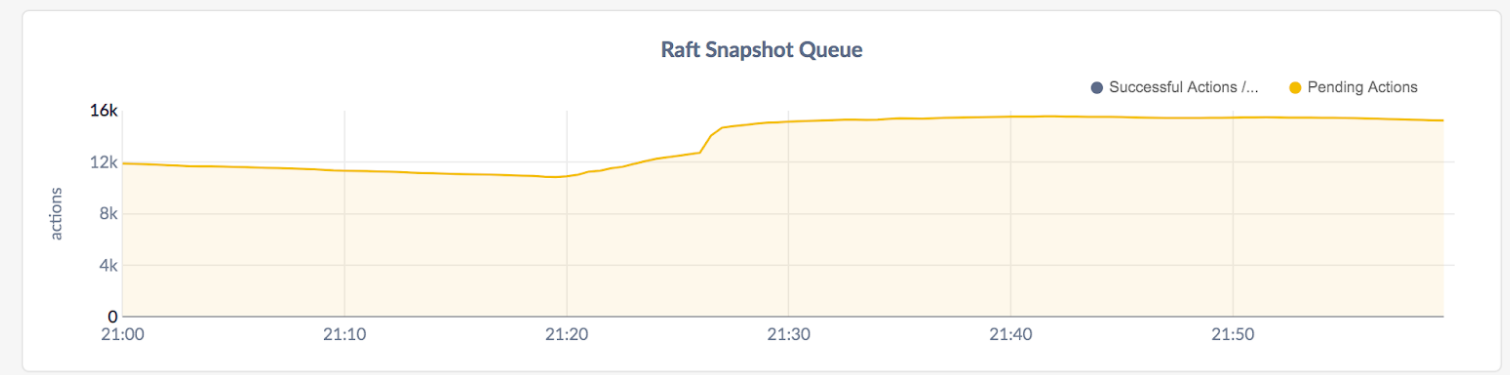 Raft Snapshot Queue
Successful Actions /... Pending Actions
16k
12k
8k
4k
0
actions
21:00 21:10 21:20 21:30 21:40 21:50